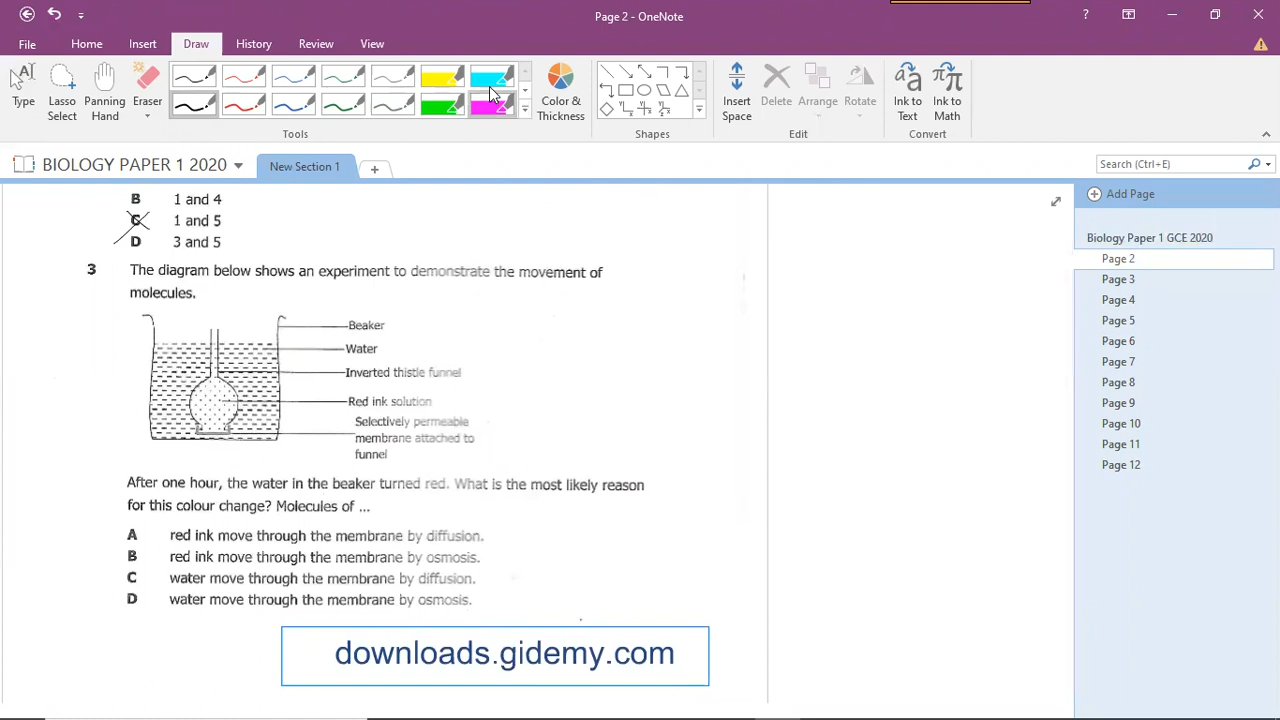 Page 2 - OneNote
?
File
Home
Insert
Draw
History
Review
View
Type
Lasso Select
Panning Hand
Eraser
Color & Thickness
Insert Space
Delete
Arrange
Rotate
Ink to Text
Ink to Math
Tools
Shapes
Edit
Convert
BIOLOGY PAPER 1 2020
New Section 1
Search (Ctrl+E)
Add Page
Biology Paper 1 GCE 2020
Page 2
Page 3
Page 4
Page 5
Page 6
Page 7
Page 8
Page 9
Page 10
Page 11
Page 12
B 1 and 4
C 1 and 5
D 3 and 5
3 The diagram below shows an experiment to demonstrate the movement of
molecules.
Beaker
Water
Inverted thistle funnel
Red ink solution
Selectively permeable
membrane attached to
funnel
After one hour, the water in the beaker turned red. What is the most likely reason
for this colour change? Molecules of ...
A red ink move through the membrane by diffusion.
B red ink move through the membrane by osmosis.
C water move through the membrane by diffusion.
D water move through the membrane by osmosis.
downloads.gidemy.com